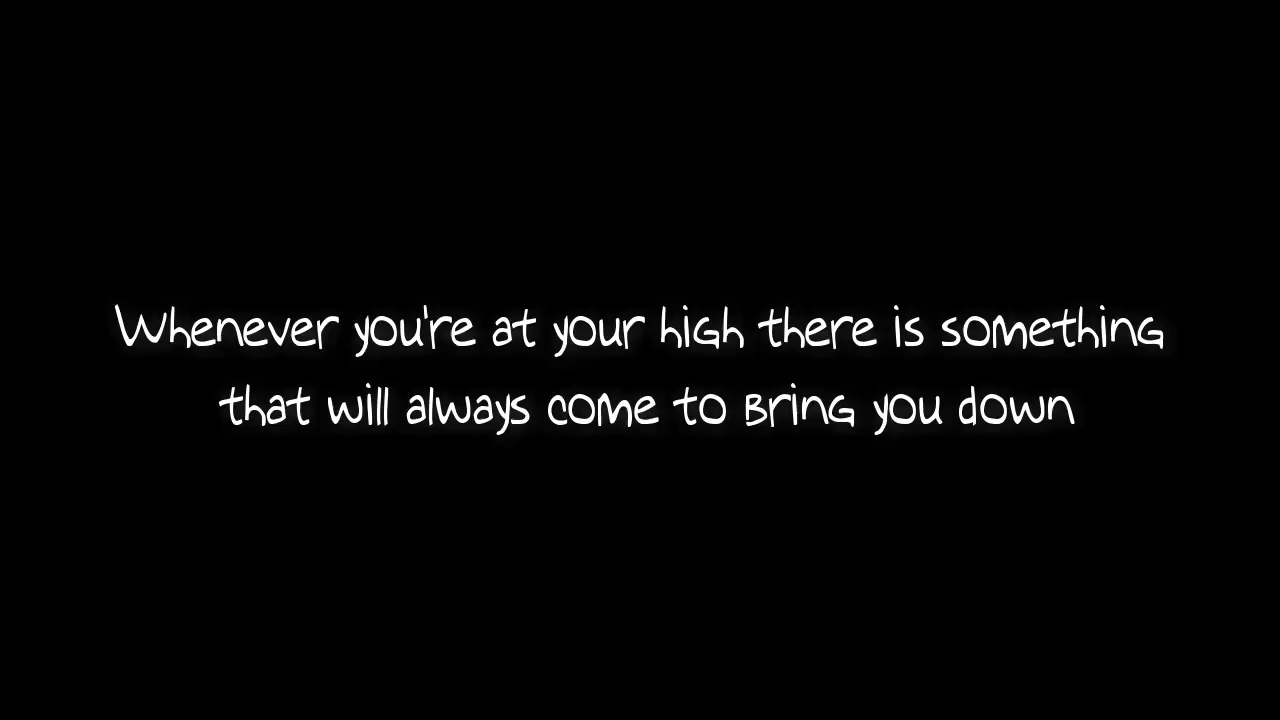 Whenever you're at your high there is something
that will always come to Bring you down